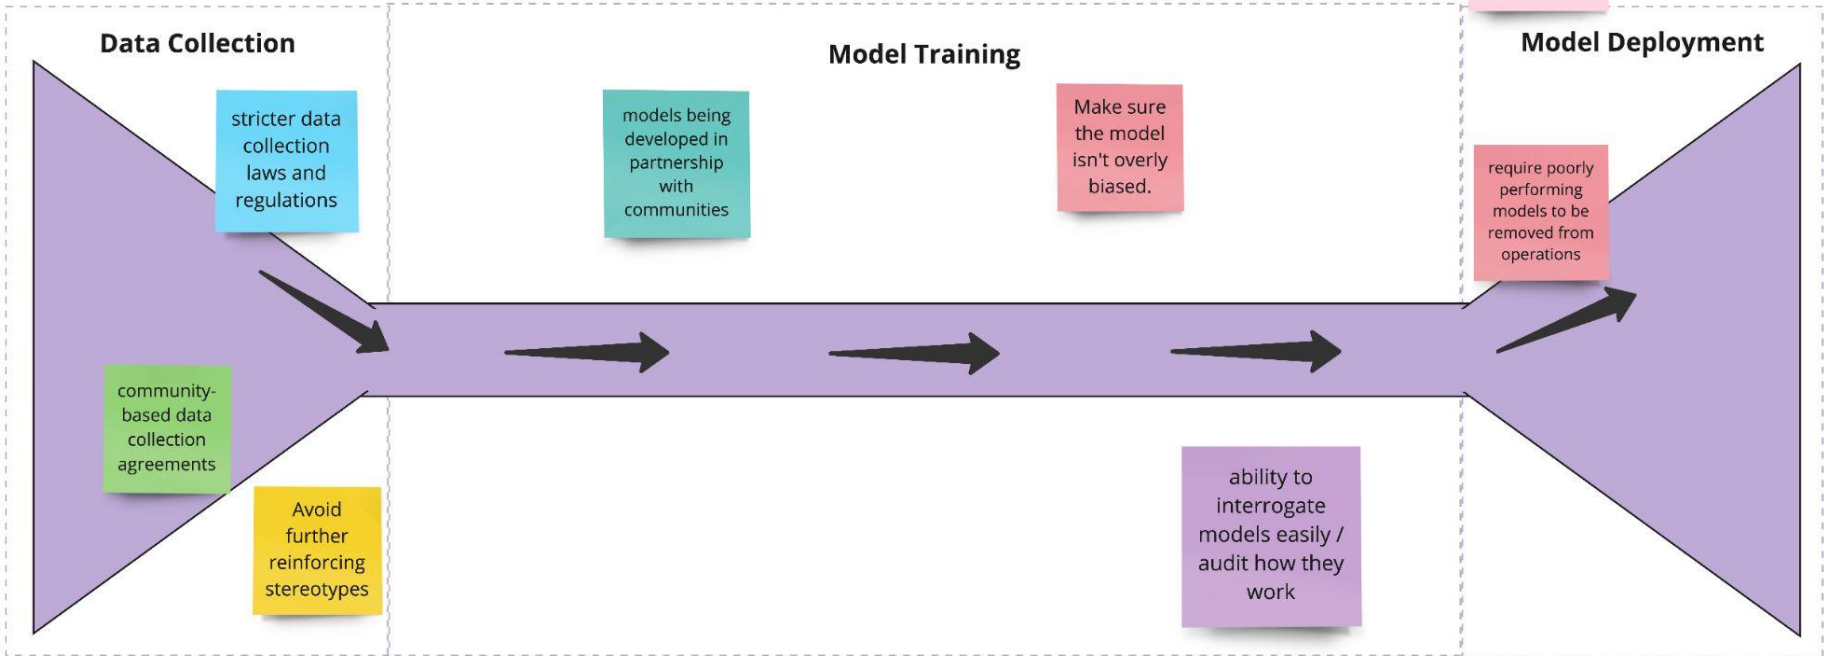 Data Collection
stricter data
collection
laws and
regulations
community-
based data
collection
agreements
Avoid
further
reinforcing
stereotypes
Model Training
models being
developed in
partnership
with
communities
Make sure
the model
isn't overly
biased.
ability to
interrogate
models easily /
audit how they
work
Model Deployment
require poorly
performing
models to be
removed from
operations